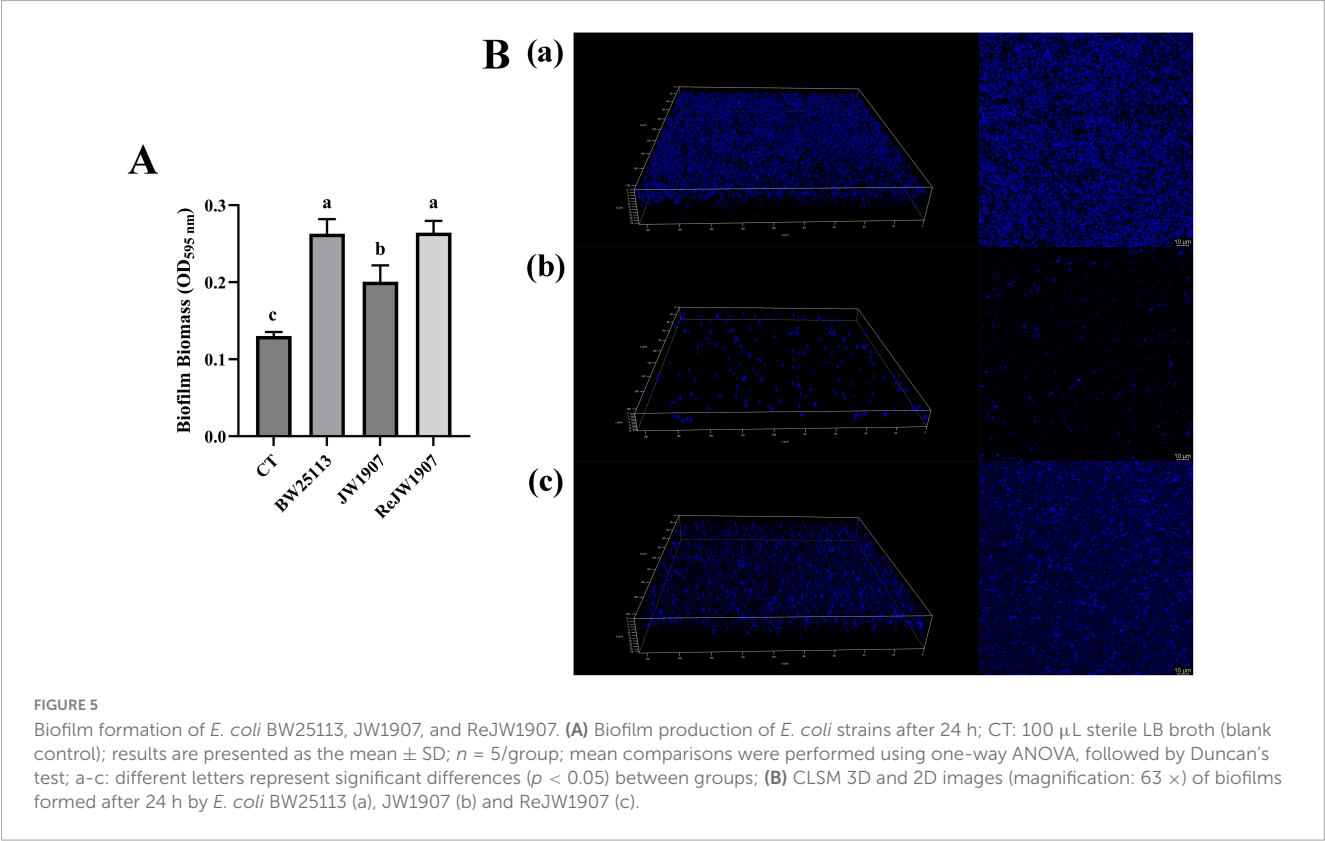 A
Biofilm Biomass (OD595 nm)
0.3
0.2
0.1
0.0
c
a
b
a
CT
BW25113
JW1907
ReJW1907
B
(a)
10 µm
(b)
10 µm
(c)
10 µm
FIGURE 5
Biofilm formation of E. coli BW25113, JW1907, and ReJW1907. (A) Biofilm production of E. coli strains after 24 h; CT: 100 µL sterile LB broth (blank
control); results are presented as the mean ± SD; n = 5/group; mean comparisons were performed using one-way ANOVA, followed by Duncan's
test; a-c: different letters represent significant differences (p < 0.05) between groups; (B) CLSM 3D and 2D images (magnification: 63 ×) of biofilms
formed after 24 h by E. coli BW25113 (a), JW1907 (b) and ReJW1907 (c).